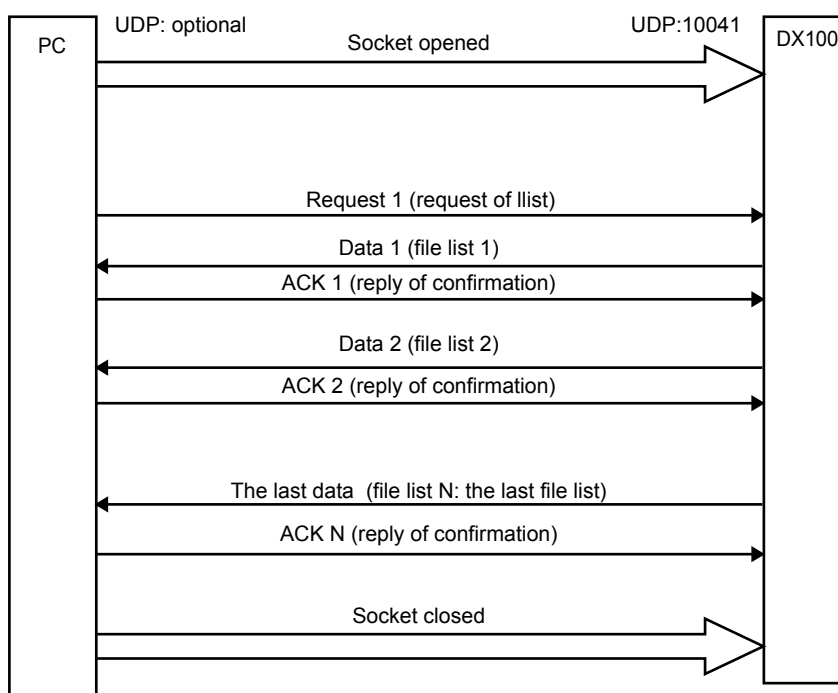 UDP: optional
UDP:10041
PC
Socket opened
DX100
Request 1 (request of llist)
Data 1 (file list 1)
ACK 1 (reply of confirmation)
Data 2 (file list 2)
ACK 2 (reply of confirmation)
The last data (file list N: the last file list)
ACK N (reply of confirmation)
Socket closed